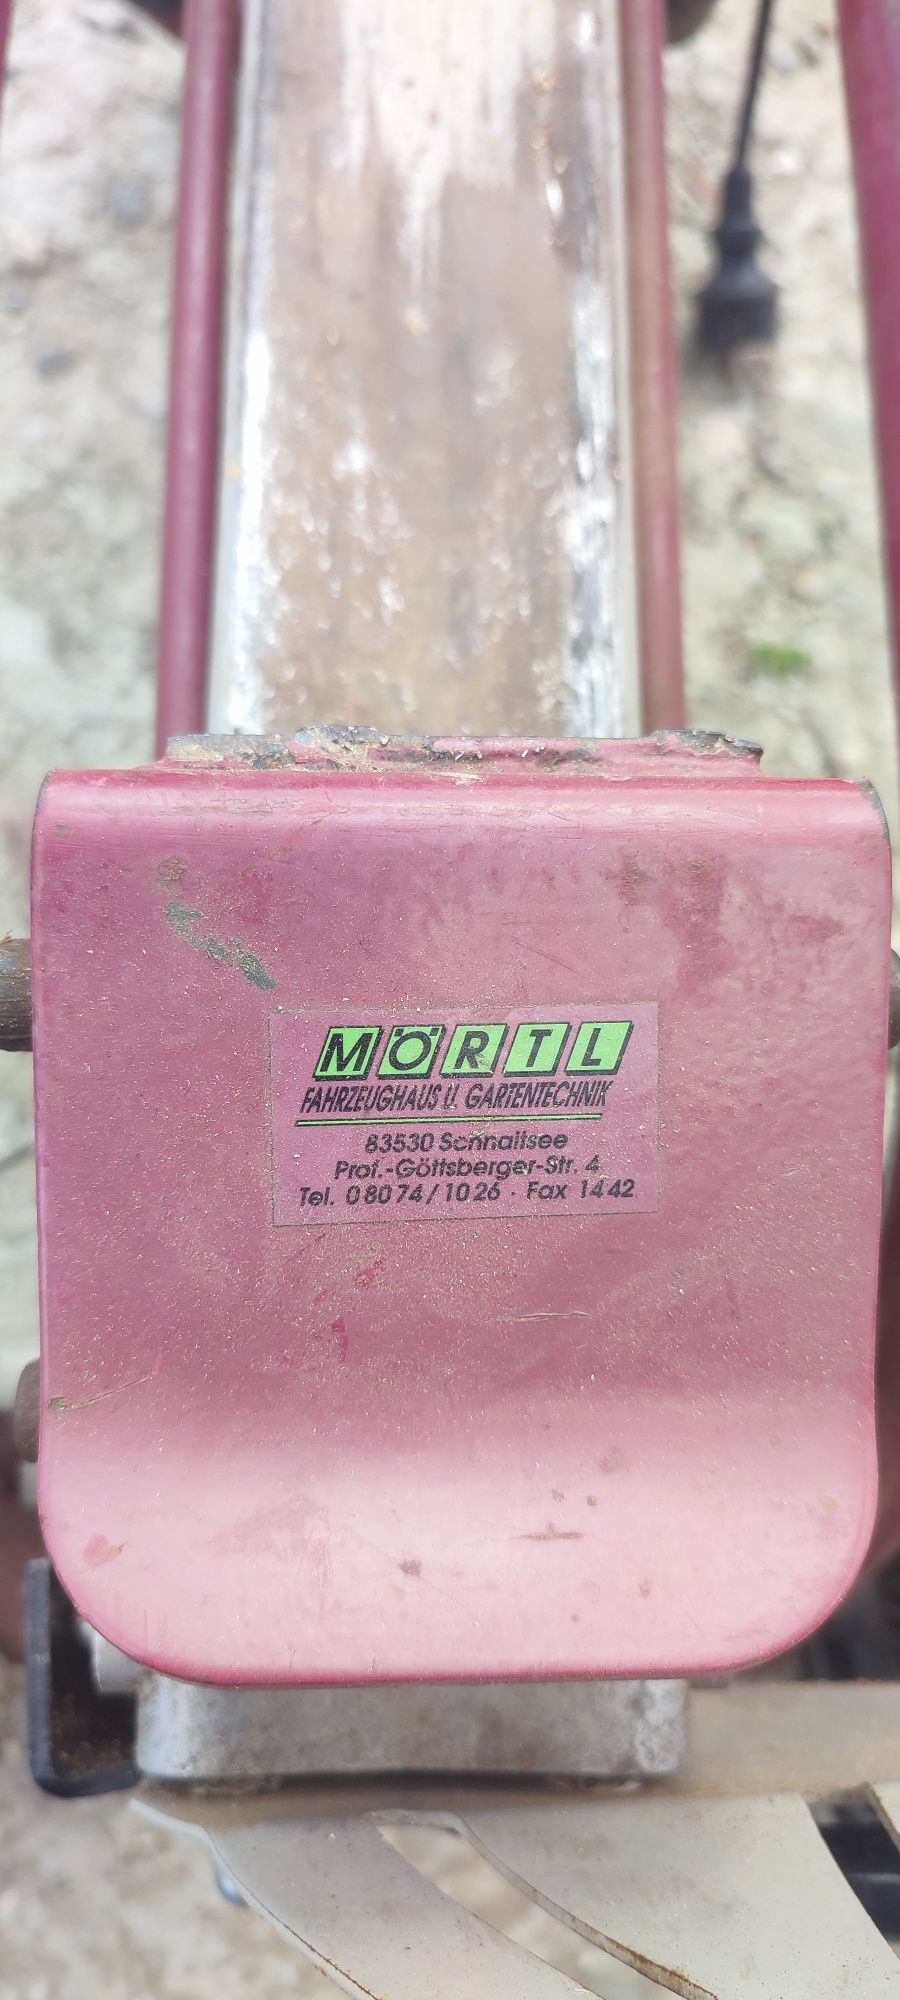 MÖRTL
FAHRZEUGHAUS U. GARTENTECHNIK
83530 Schnaitsee
Prof.-Göttsberger-Str. 4
Tel. 08074/1026 · Fax 1442